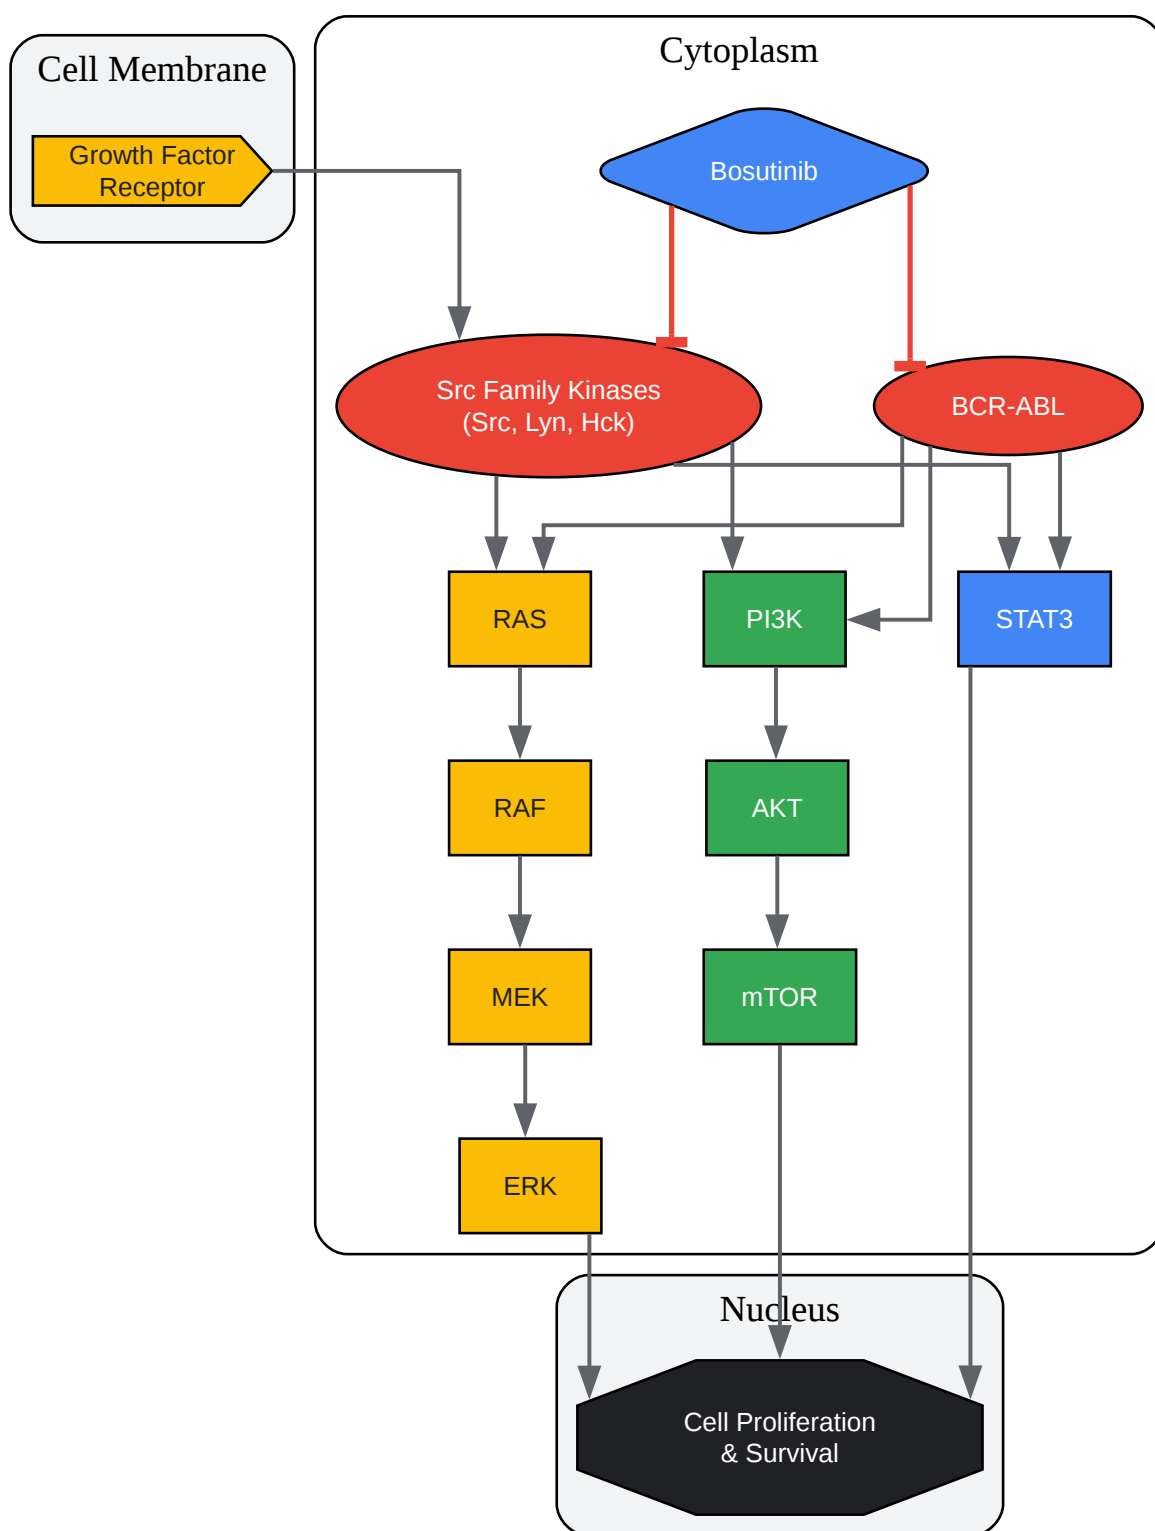 Cell Membrane
Growth Factor
Receptor
Cytoplasm
Bosutinib
Src Family Kinases
(Src, Lyn, Hck)
BCR-ABL
RAS
PI3K
STAT3
RAF
AKT
MEK
mTOR
ERK
Nucleus
Cell Proliferation
& Survival